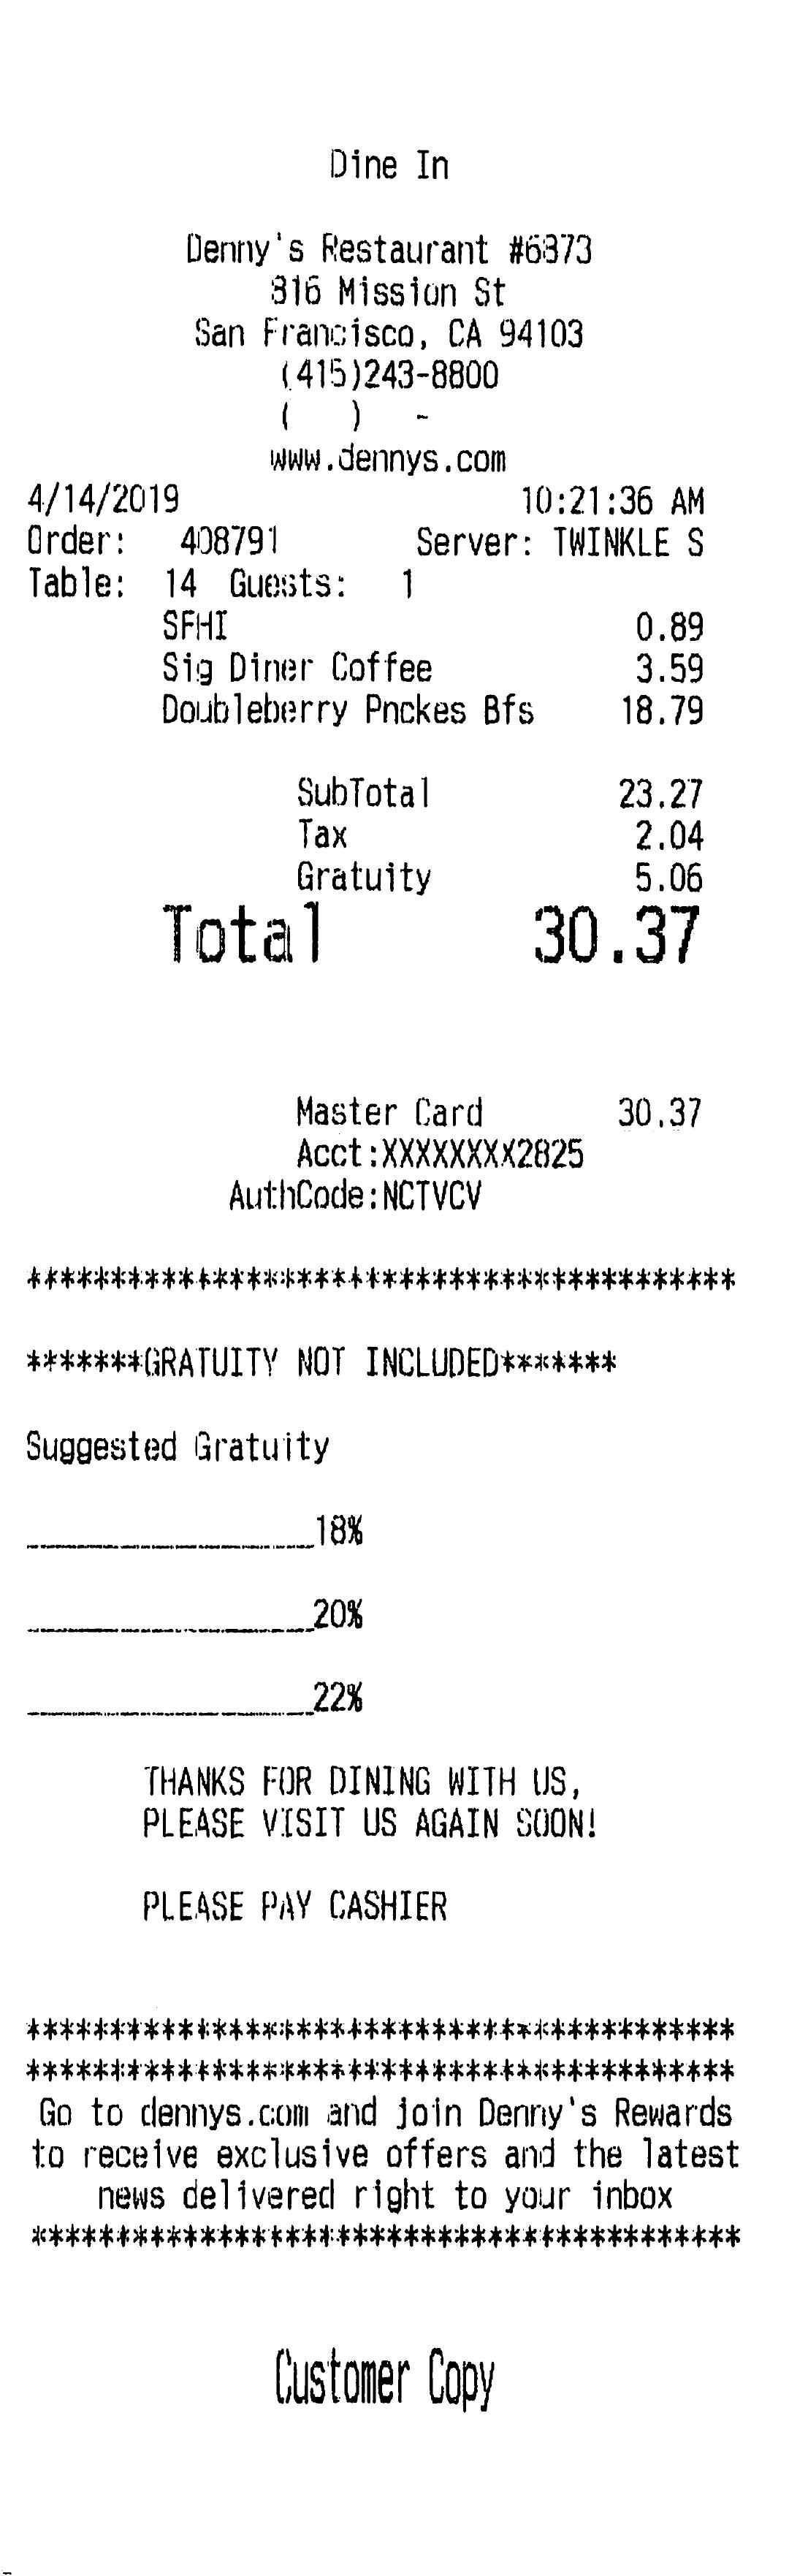 Dine In
Denny's Restaurant #6873
816 Mission St
San Francisco, CA 94103
(415)243-8800
(   )   -
www.dennys.com
4/14/2019 10:21:36 AM
Order: 408791 Server: TWINKLE S
Table: 14 Guests: 1
SFHI 0.89
Sig Diner Coffee 3.59
Doubleberry Pnckes Bfs 18.79
SubTotal 23.27
Tax 2.04
Gratuity 5.06
Total 30.37
Master Card 30.37
Acct:XXXXXXXX2825
AuthCode:NCTVCV
******************************************
*******GRATUITY NOT INCLUDED*******
Suggested Gratuity
_________________18%
_________________20%
_________________22%
THANKS FOR DINING WITH US,
PLEASE VISIT US AGAIN SOON!
PLEASE PAY CASHIER
******************************************
******************************************
Go to dennys.com and join Denny's Rewards
to receive exclusive offers and the latest
news delivered right to your inbox
******************************************
Customer Copy